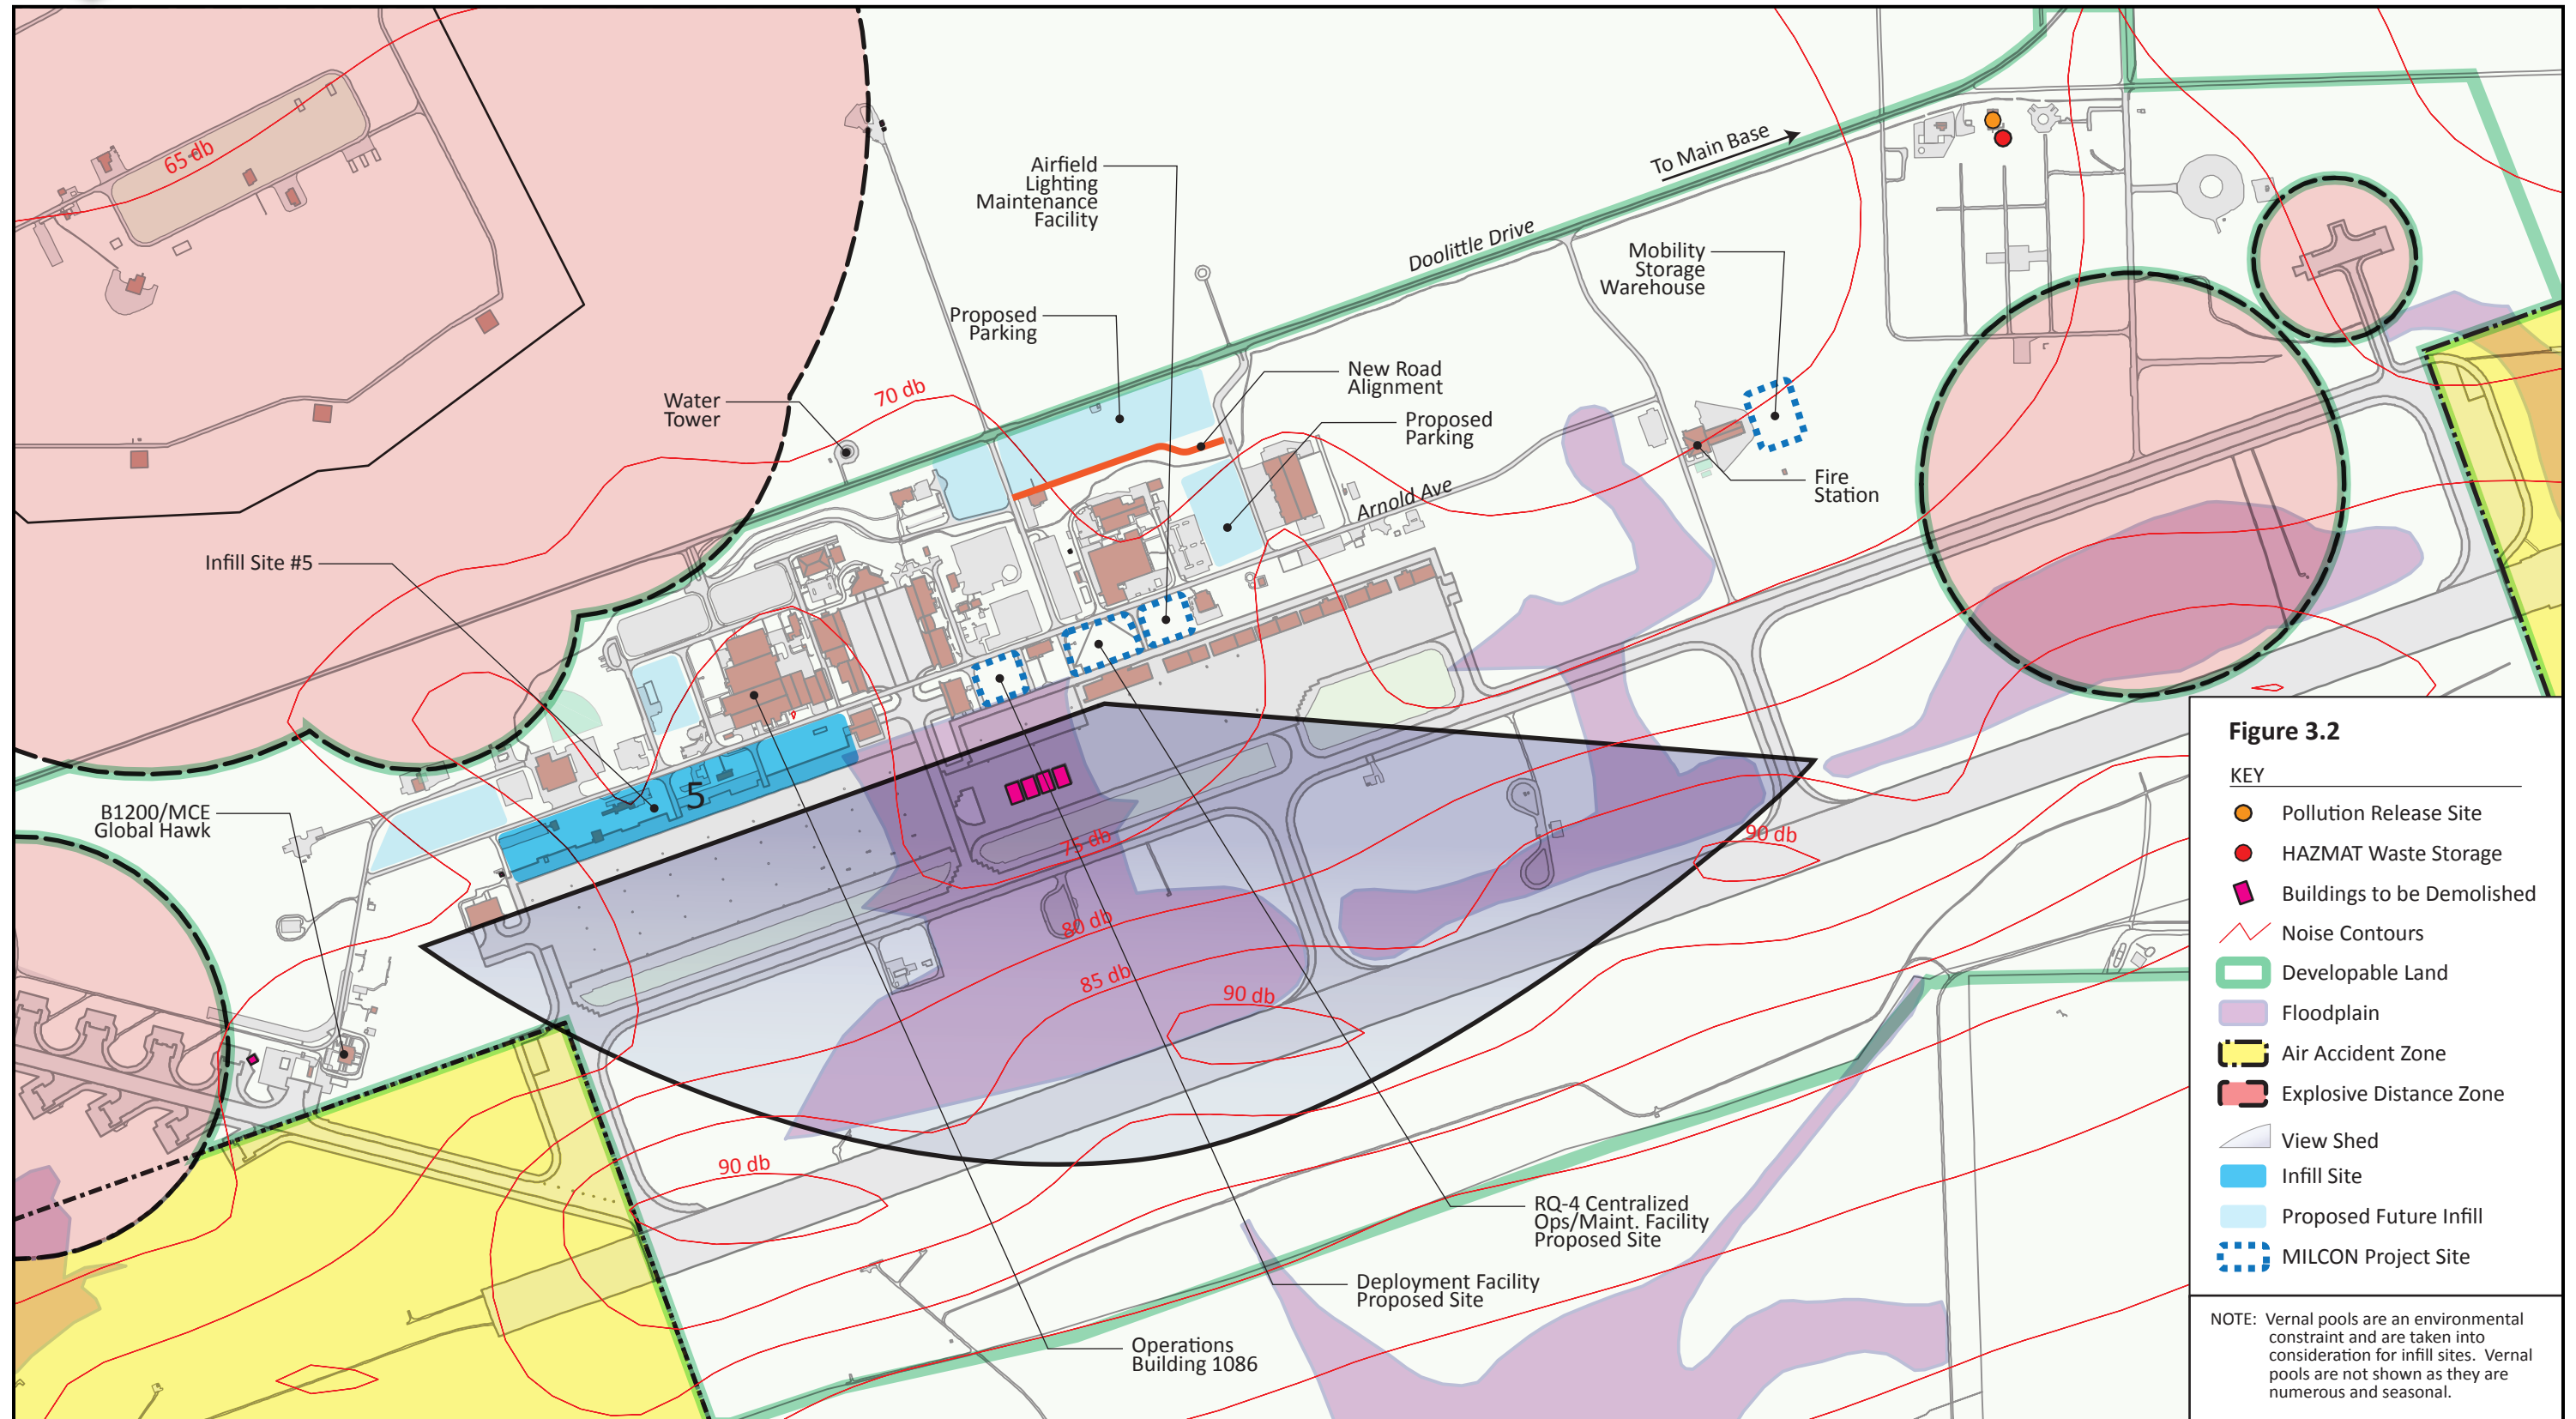 65 db
To Main Base
Airfield
Lighting
Maintenance
Facility
Doolittle Drive
Mobility
Storage
Warehouse
Proposed
Parking
New Road
Alignment
70 db
Water
Tower
Proposed
Parking
Arnold Ave
Fire
Station
Infill Site #5
5
B1200/MCE
Global Hawk
75 db
90 db
80 db
85 db
90 db
90 db
RQ-4 Centralized
Ops/Maint. Facility
Proposed Site
Deployment Facility
Proposed Site
Operations
Building 1086
Figure 3.2
KEY
Pollution Release Site
HAZMAT Waste Storage
Buildings to be Demolished
Noise Contours
Developable Land
Floodplain
Air Accident Zone
Explosive Distance Zone
View Shed
Infill Site
Proposed Future Infill
MILCON Project Site
NOTE: Vernal pools are an environmental
constraint and are taken into
consideration for infill sites. Vernal
pools are not shown as they are
numerous and seasonal.